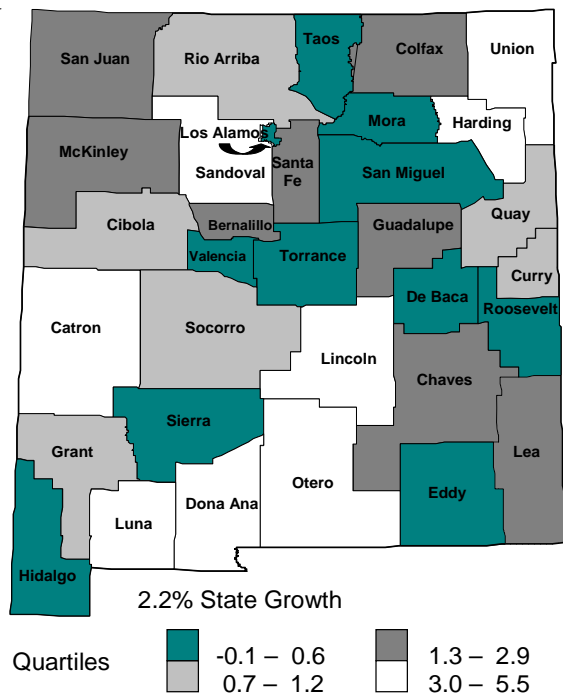 San Juan
Rio Arriba
Taos
Colfax
Union
Los Alamos
Mora
Harding
McKinley
Sandoval
Santa
Fe
San Miguel
Cibola
Bernalillo
Guadalupe
Quay
Valencia
Torrance
Curry
De Baca
Roosevelt
Catron
Socorro
Lincoln
Chaves
Sierra
Grant
Lea
Otero
Eddy
Dona Ana
Luna
Hidalgo
2.2% State Growth
Quartiles
-0.1 – 0.6
0.7 – 1.2
1.3 – 2.9
3.0 – 5.5